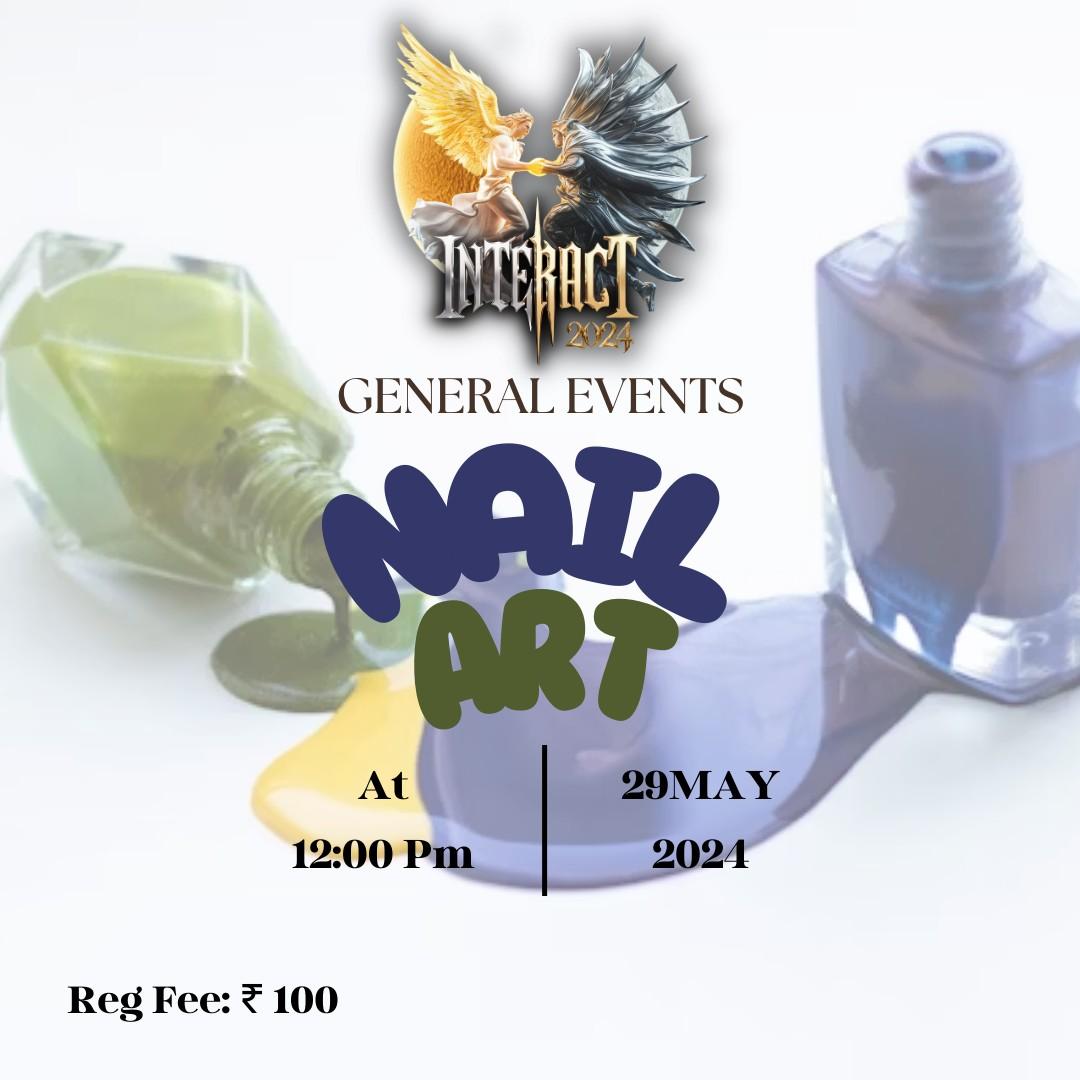 INTERACT
2024
GENERAL EVENTS
NAIL
ART
At
12:00 Pm
29MAY
2024
Reg Fee: ₹ 100